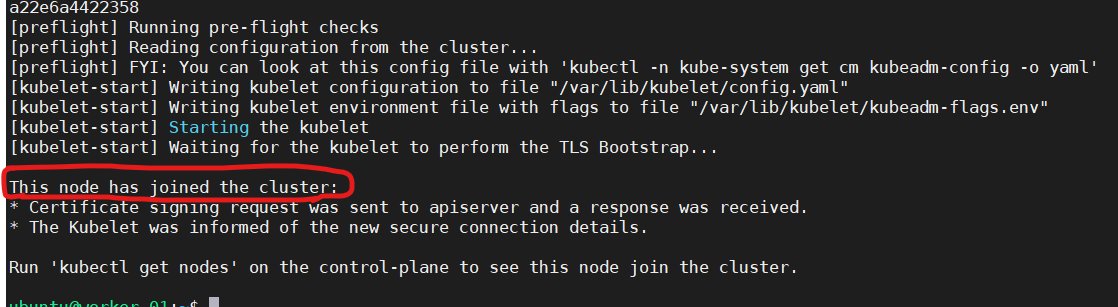 a22e6a4422358
[preflight] Running pre-flight checks
[preflight] Reading configuration from the cluster...
[preflight] FYI: You can look at this config file with 'kubectl -n kube-system get cm kubeadm-config -o yaml'
[kubelet-start] Writing kubelet configuration to file "/var/lib/kubelet/config.yaml"
[kubelet-start] Writing kubelet environment file with flags to file "/var/lib/kubelet/kubeadm-flags.env"
[kubelet-start] Starting the kubelet
[kubelet-start] Waiting for the kubelet to perform the TLS Bootstrap...
This node has joined the cluster:
* Certificate signing request was sent to apiserver and a response was received.
* The Kubelet was informed of the new secure connection details.
Run 'kubectl get nodes' on the control-plane to see this node join the cluster.
ubuntu@worker-01:~$